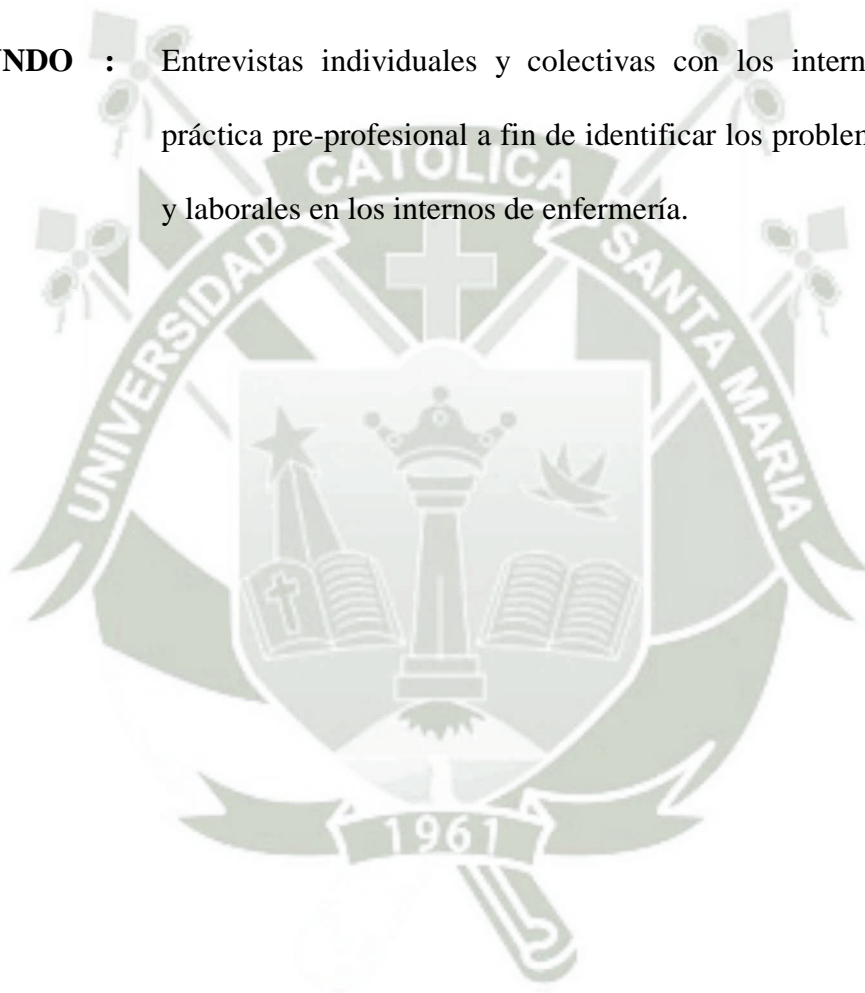 UNDO : Entrevistas individuales y colectivas con los intern
práctica pre-profesional a fin de identificar los problem
y laborales en los internos de enfermería.
CATOLICA
UNIVERSIDAD
SANTA MARIA
1961